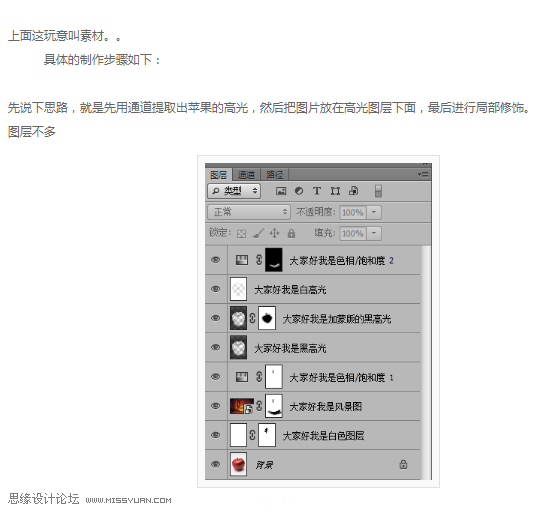 上面这玩意叫素材。。
具体的制作步骤如下：
先说下思路，就是先用通道提取出苹果的高光，然后把图片放在高光图层下面，最后进行局部修饰。
图层不多
图层 通道 路径
类型 T
正常 不透明度: 100%
锁定: 填充: 100%
大家好我是色相/饱和度 2
大家好我是白高光
大家好我是加蒙版的黑高光
大家好我是黑高光
大家好我是色相/饱和度 1
大家好我是风景图
大家好我是白色图层
背景
思缘设计论坛 WWW.MISSYUAN.COM